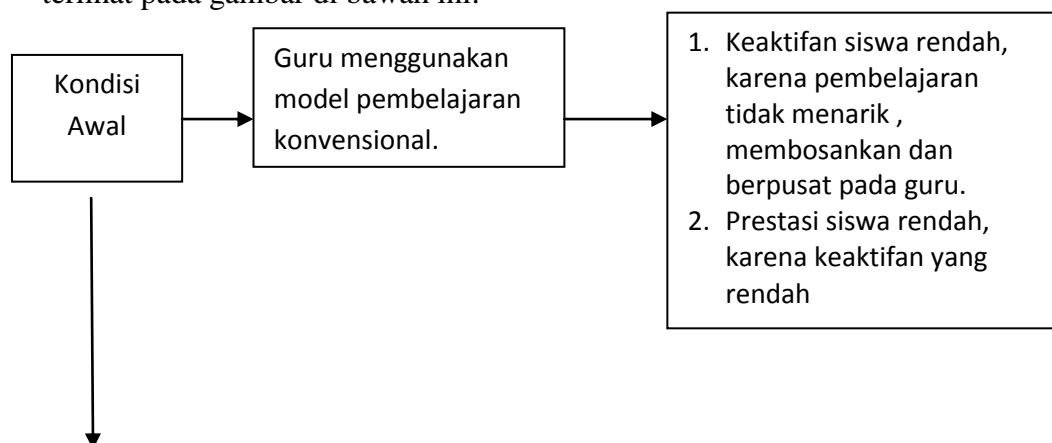 terlihat pada gambar di bawah ini:
Kondisi
Awal
Guru menggunakan
model pembelajaran
konvensional.
1. Keaktifan siswa rendah,
karena pembelajaran
tidak menarik ,
membosankan dan
berpusat pada guru.
2. Prestasi siswa rendah,
karena keaktifan yang
rendah